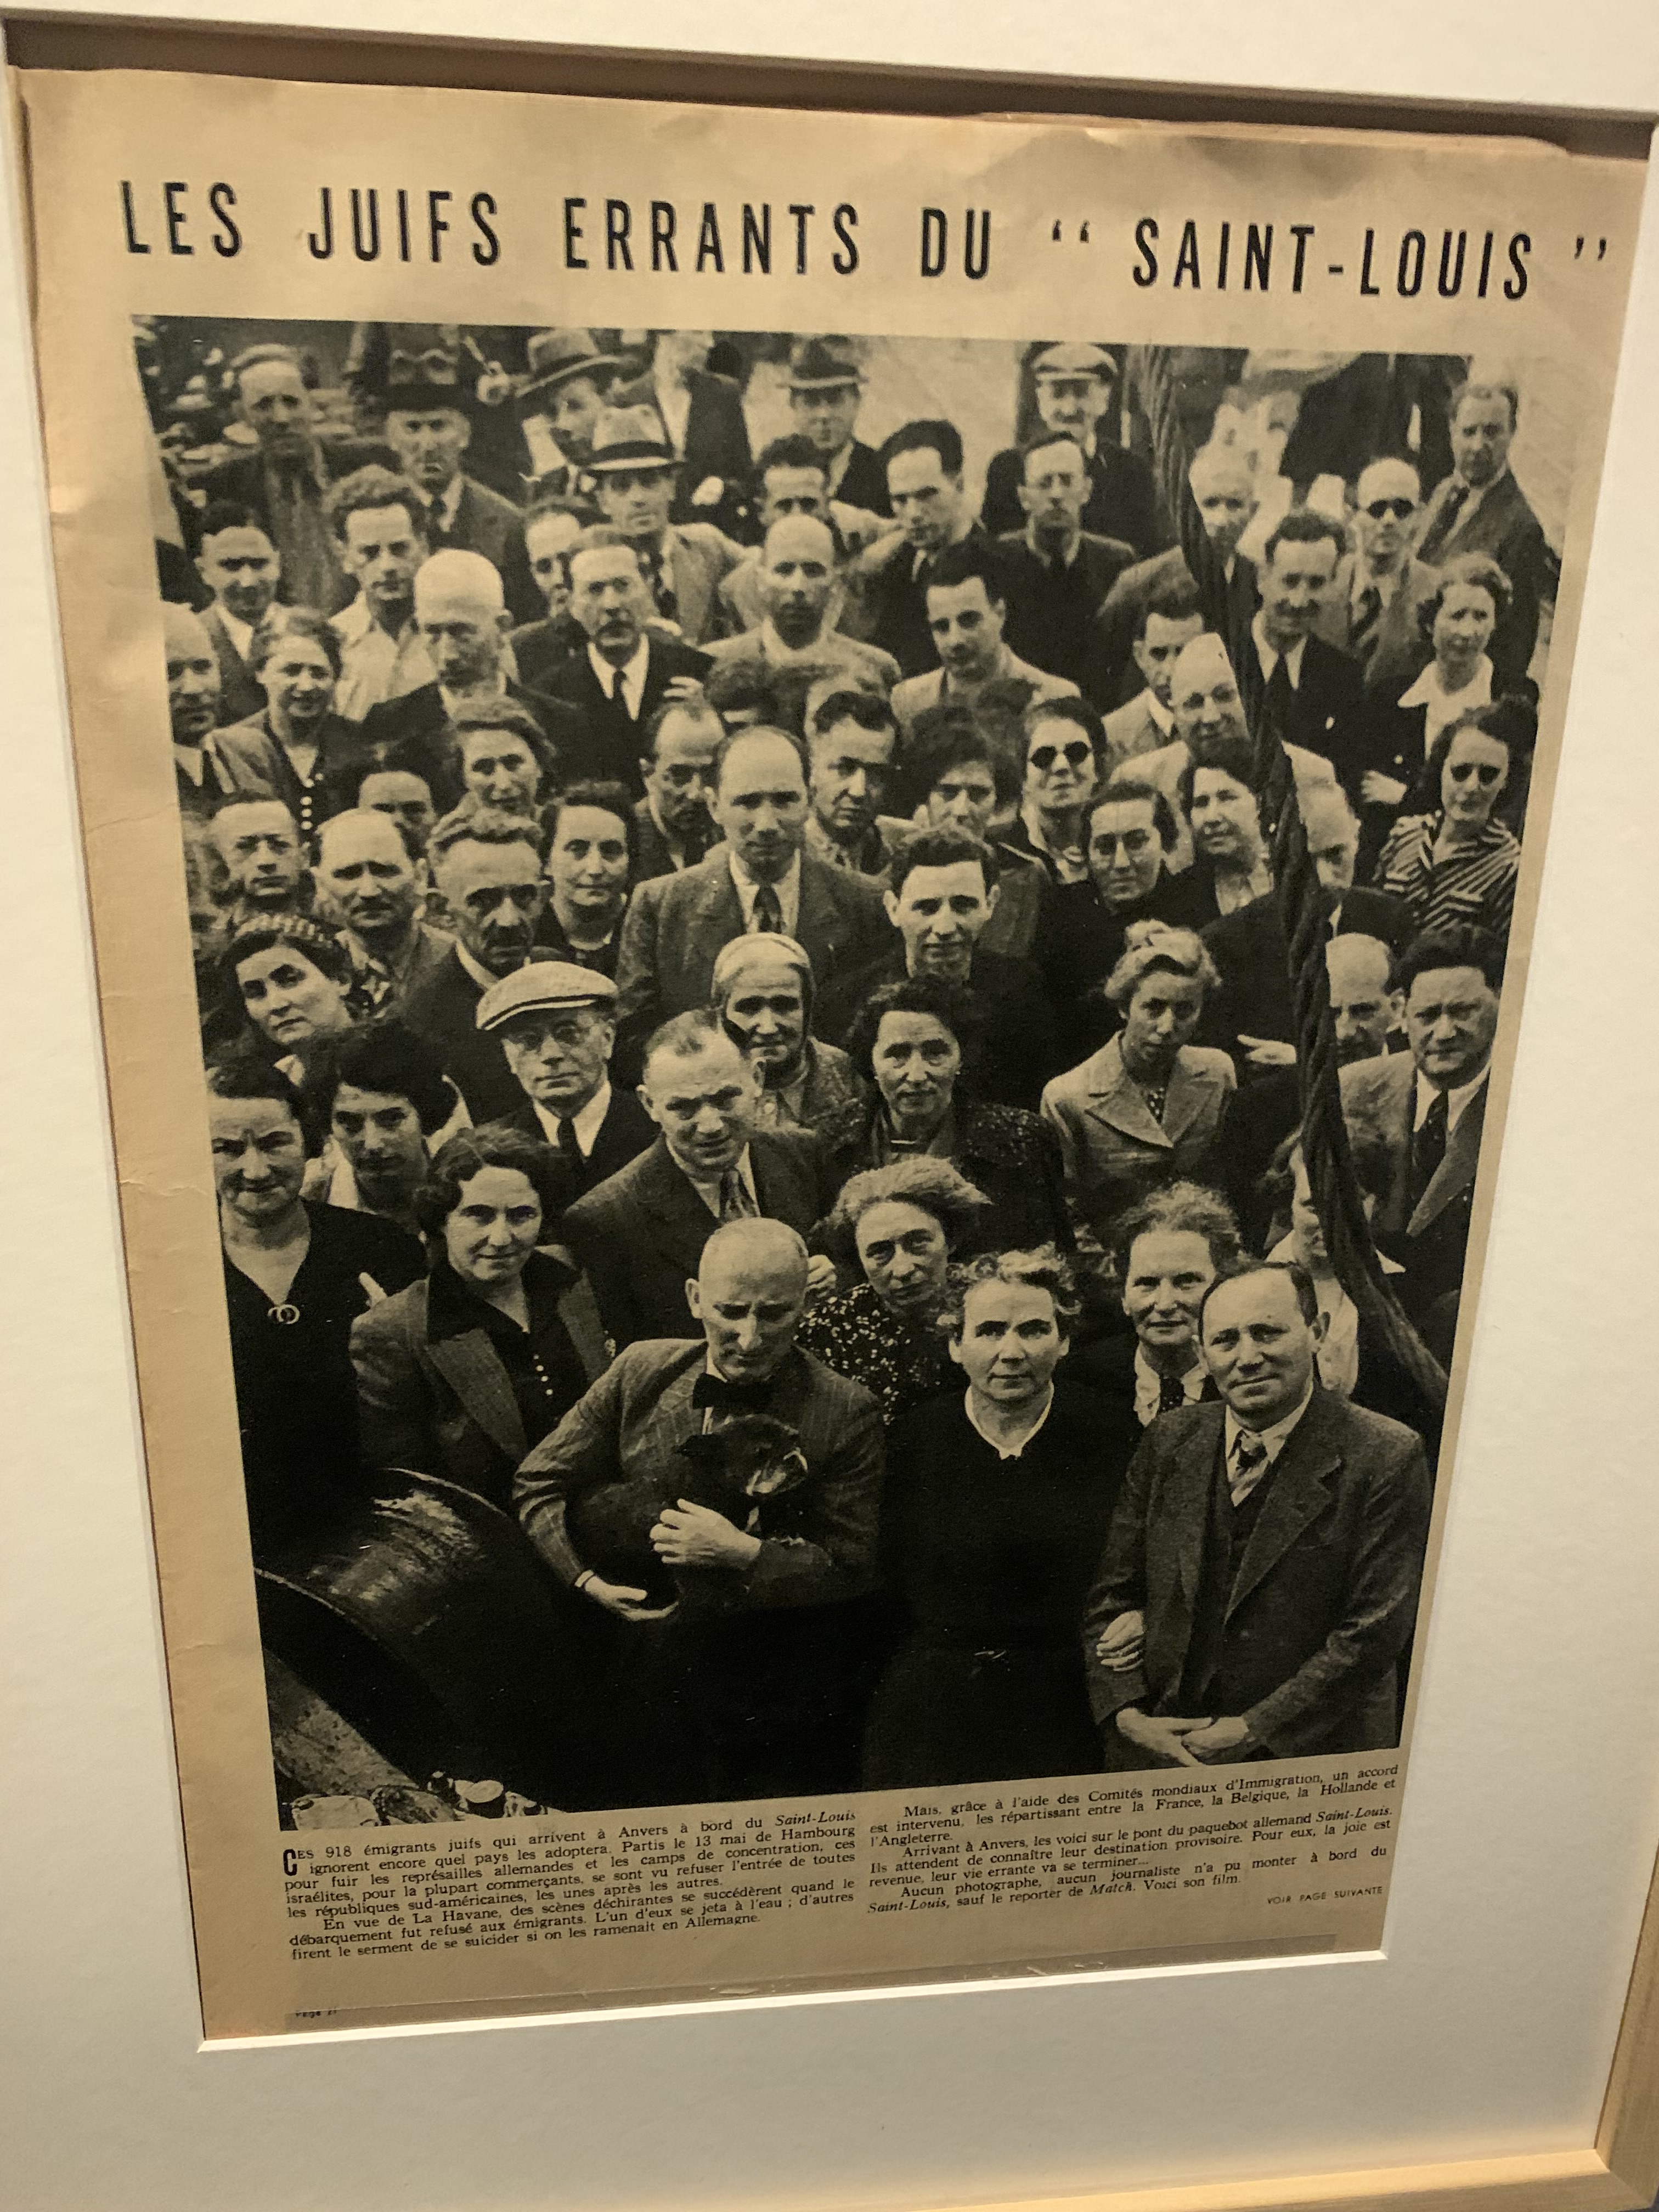 LES JUIFS ERRANTS DU “ SAINT-LOUIS ”
CES 918 émigrants juifs qui arrivent à Anvers à bord du Saint-Louis
ignorent encore quel pays les adoptera. Partis le 13 mai de Hambourg
pour fuir les représailles allemandes et les camps de concentration, ces
israélites, pour la plupart commerçants, se sont vu refuser l'entrée de toutes
les républiques sud-américaines, les unes après les autres.
En vue de La Havane, des scènes déchirantes se succédèrent quand le
débarquement fut refusé aux émigrants. L'un d'eux se jeta à l'eau ; d'autres
firent le serment de se suicider si on les ramenait en Allemagne.
Mais, grâce à l'aide des Comités mondiaux d'Immigration, un accord
est intervenu, les répartissant entre la France, la Belgique, la Hollande et
l'Angleterre.
Arrivant à Anvers, les voici sur le pont du paquebot allemand Saint-Louis.
Ils attendent de connaître leur destination provisoire. Pour eux, la joie est
revenue, leur vie errante va se terminer...
Aucun photographe, aucun journaliste n'a pu monter à bord du
Saint-Louis, sauf le reporter de Match. Voici son film.
VOIR PAGE SUIVANTE
Page